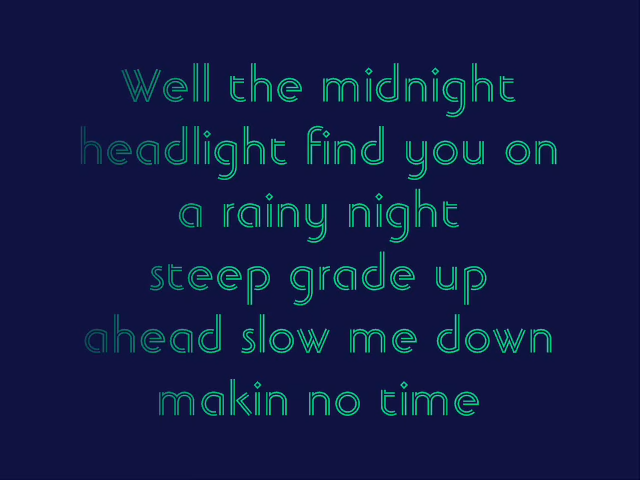 Well the midnight
headlight find you on
a rainy night
steep grade up
ahead slow me down
makin no time